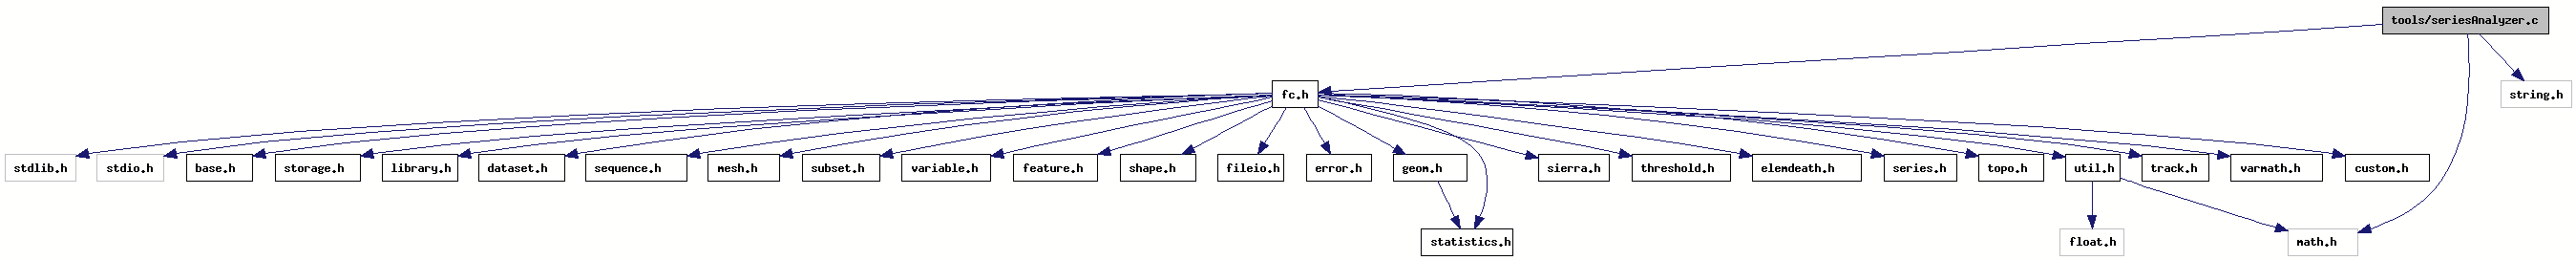 tools/seriesAnalyzer.c
fc.h
string.h
stdlib.h
stdio.h
base.h
storage.h
library.h
dataset.h
sequence.h
mesh.h
subset.h
variable.h
feature.h
shape.h
fileio.h
error.h
geom.h
sierra.h
threshold.h
elemdeath.h
series.h
topo.h
util.h
track.h
varmath.h
custom.h
statistics.h
float.h
math.h